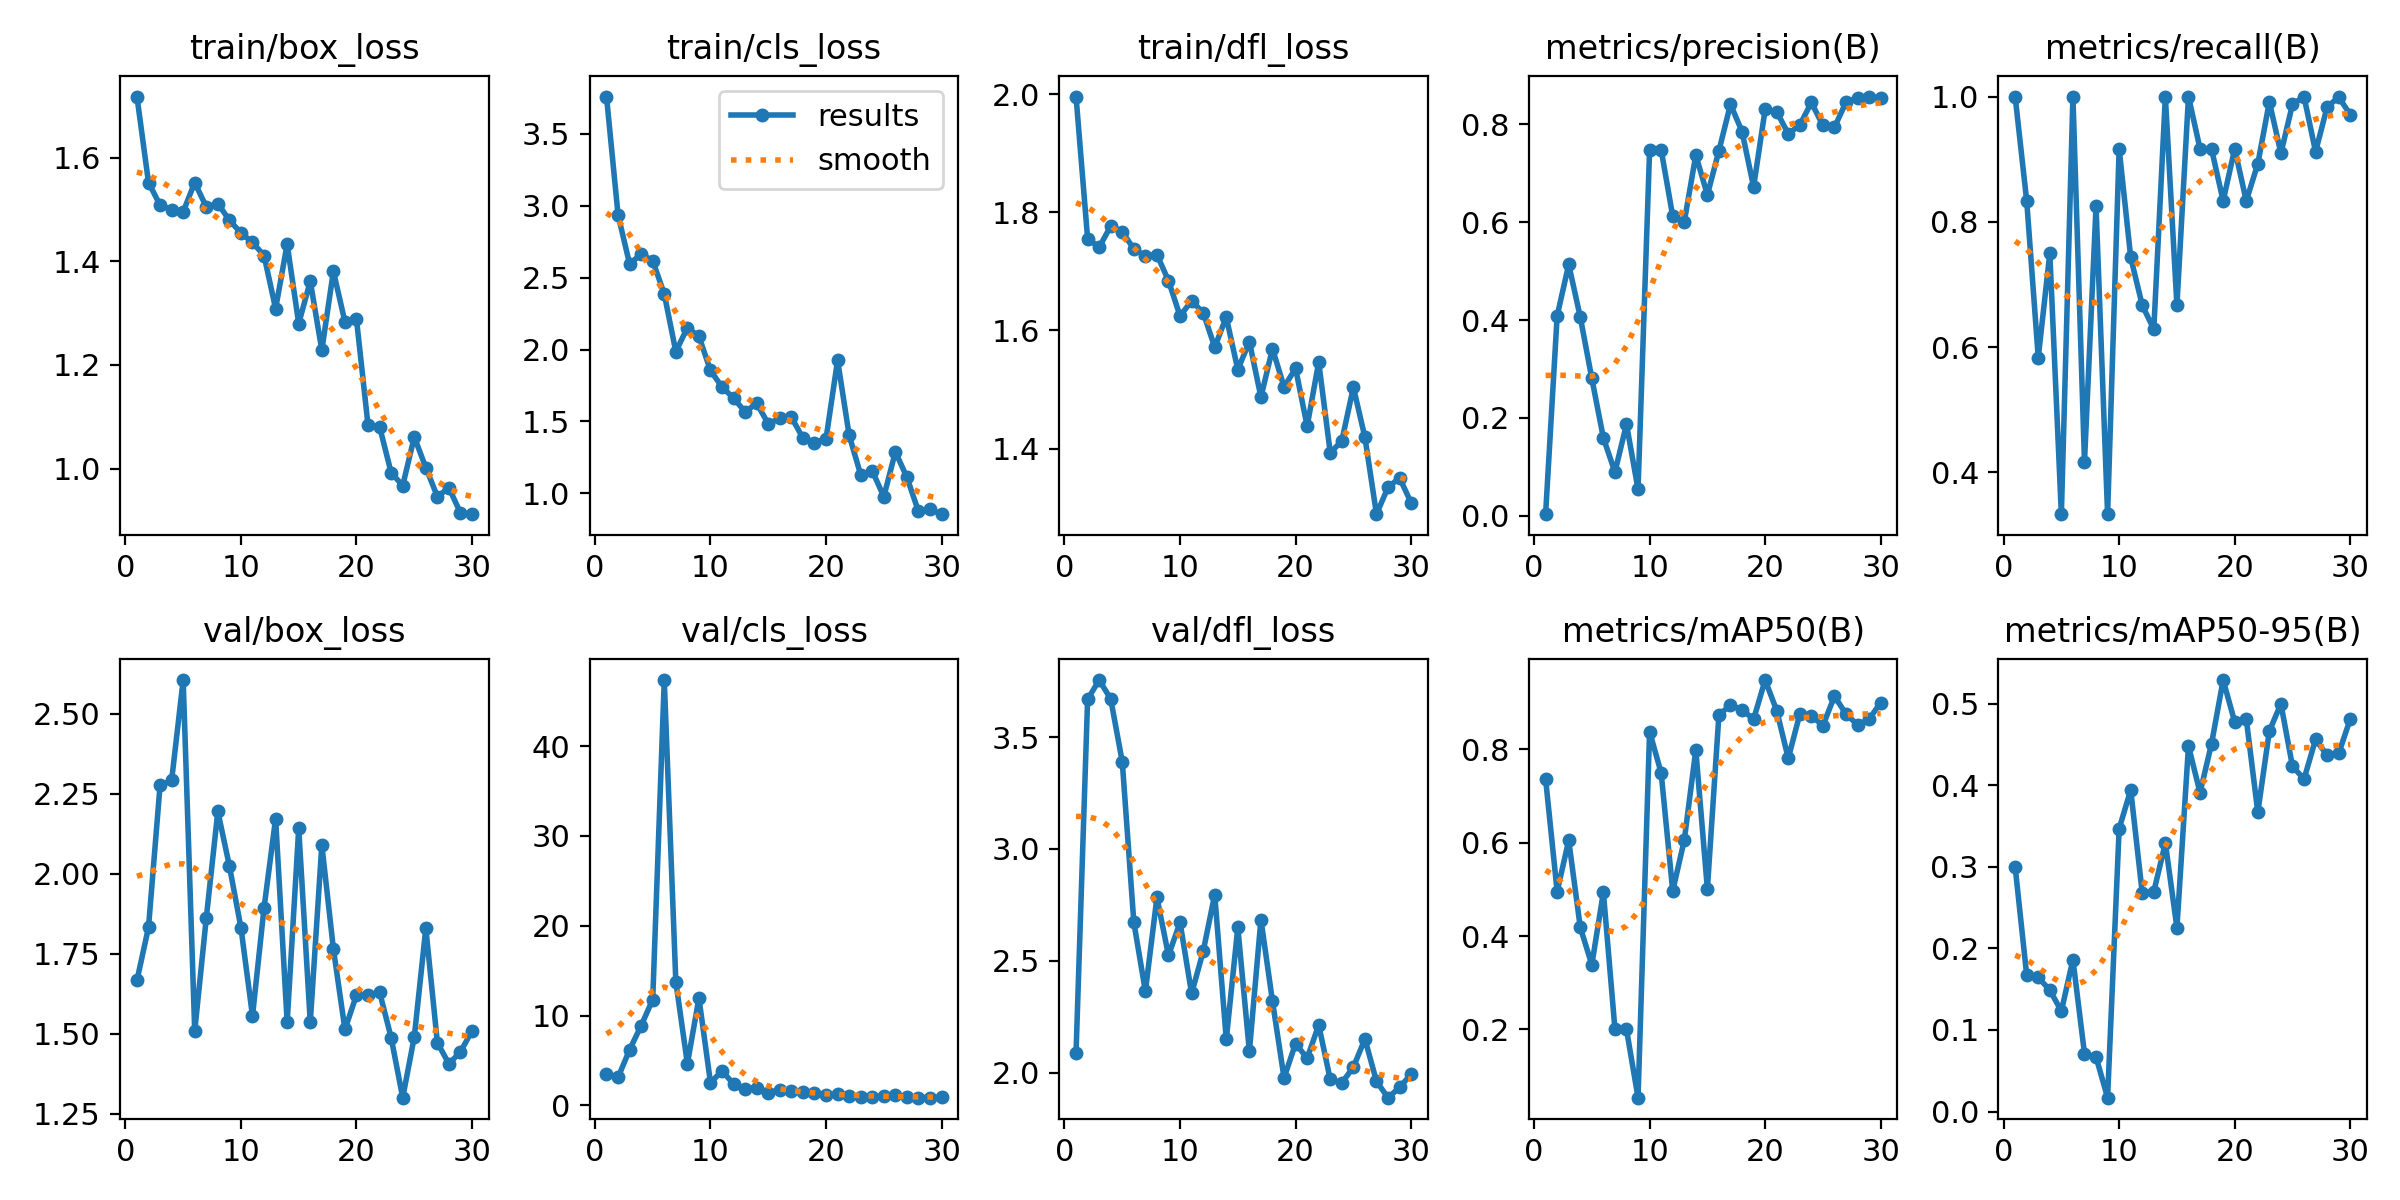 train/box_loss
1.6
1.4
1.2
1.0
0 10 20 30
train/cls_loss
results
smooth
3.5
3.0
2.5
2.0
1.5
1.0
0 10 20 30
train/dfl_loss
2.0
1.8
1.6
1.4
0 10 20 30
metrics/precision(B)
0.8
0.6
0.4
0.2
0.0
0 10 20 30
metrics/recall(B)
1.0
0.8
0.6
0.4
0 10 20 30
val/box_loss
2.50
2.25
2.00
1.75
1.50
1.25
0 10 20 30
val/cls_loss
40
30
20
10
0
0 10 20 30
val/dfl_loss
3.5
3.0
2.5
2.0
0 10 20 30
metrics/mAP50(B)
0.8
0.6
0.4
0.2
0 10 20 30
metrics/mAP50-95(B)
0.5
0.4
0.3
0.2
0.1
0.0
0 10 20 30